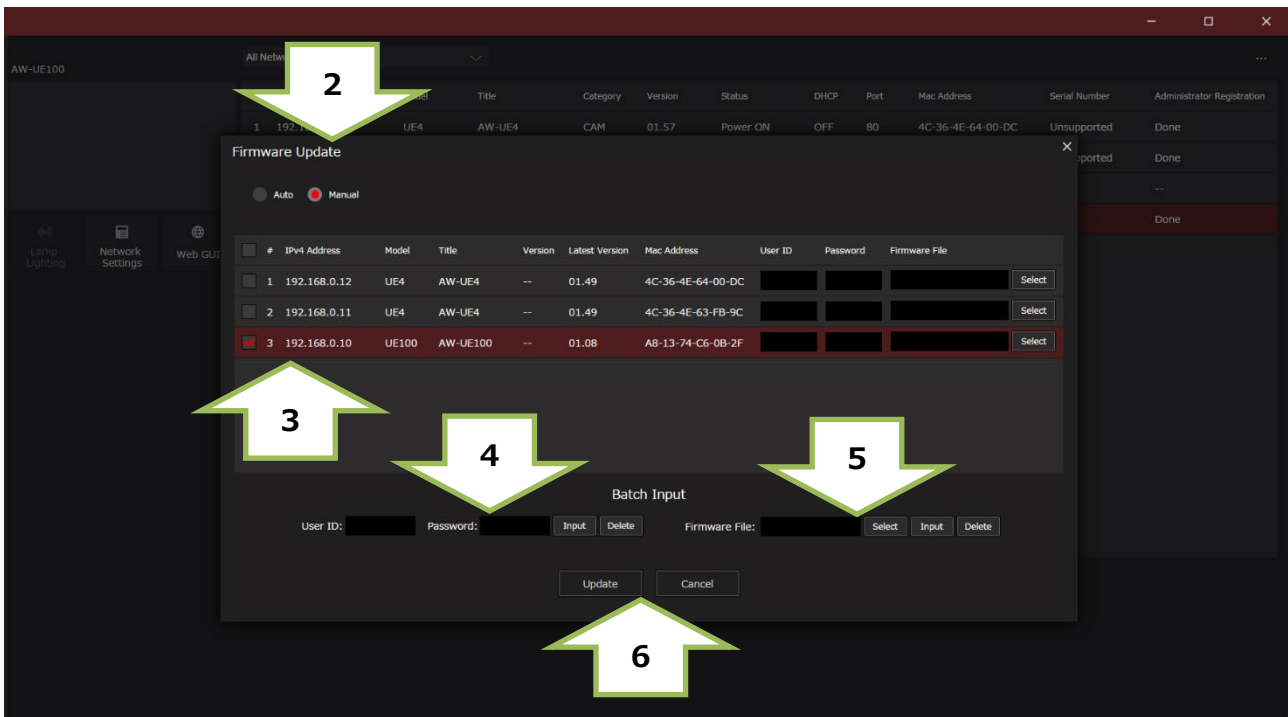 All Netw
...
AW-UE100
2
Title Category Version Status DHCP Port Mac Address Serial Number Administrator Registration
1 192.1 UE4 AW-UE4 CAM 01.57 Power ON OFF 80 4C-36-4E-64-00-DC Unsupported Done
Firmware Update
pported Done
Auto Manual
--
Done
Lamp Lighting
Network Settings
Web GUI
# IPv4 Address Model Title Version Latest Version Mac Address User ID Password Firmware File
1 192.168.0.12 UE4 AW-UE4 -- 01.49 4C-36-4E-64-00-DC Select
2 192.168.0.11 UE4 AW-UE4 -- 01.49 4C-36-4E-63-FB-9C Select
3 192.168.0.10 UE100 AW-UE100 -- 01.08 A8-13-74-C6-0B-2F Select
3
4
5
Batch Input
User ID: Password: Input Delete Firmware File: Select Input Delete
Update Cancel
6